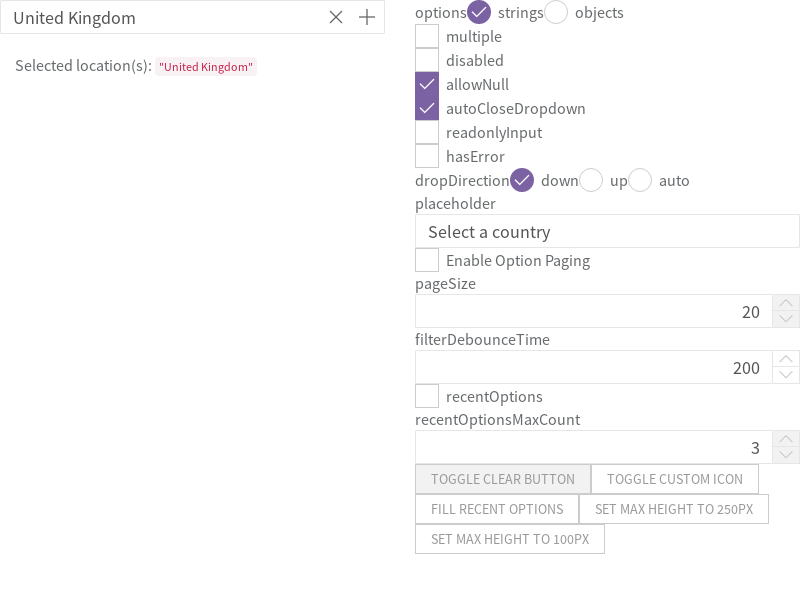 United Kingdom
Selected location(s): "United Kingdom"
options strings objects
multiple
disabled
allowNull
autoCloseDropdown
readonlyInput
hasError
dropDirection down up auto
placeholder
Select a country
Enable Option Paging
pageSize
20
filterDebounceTime
200
recentOptions
recentOptionsMaxCount
3
TOGGLE CLEAR BUTTON TOGGLE CUSTOM ICON
FILL RECENT OPTIONS SET MAX HEIGHT TO 250PX
SET MAX HEIGHT TO 100PX